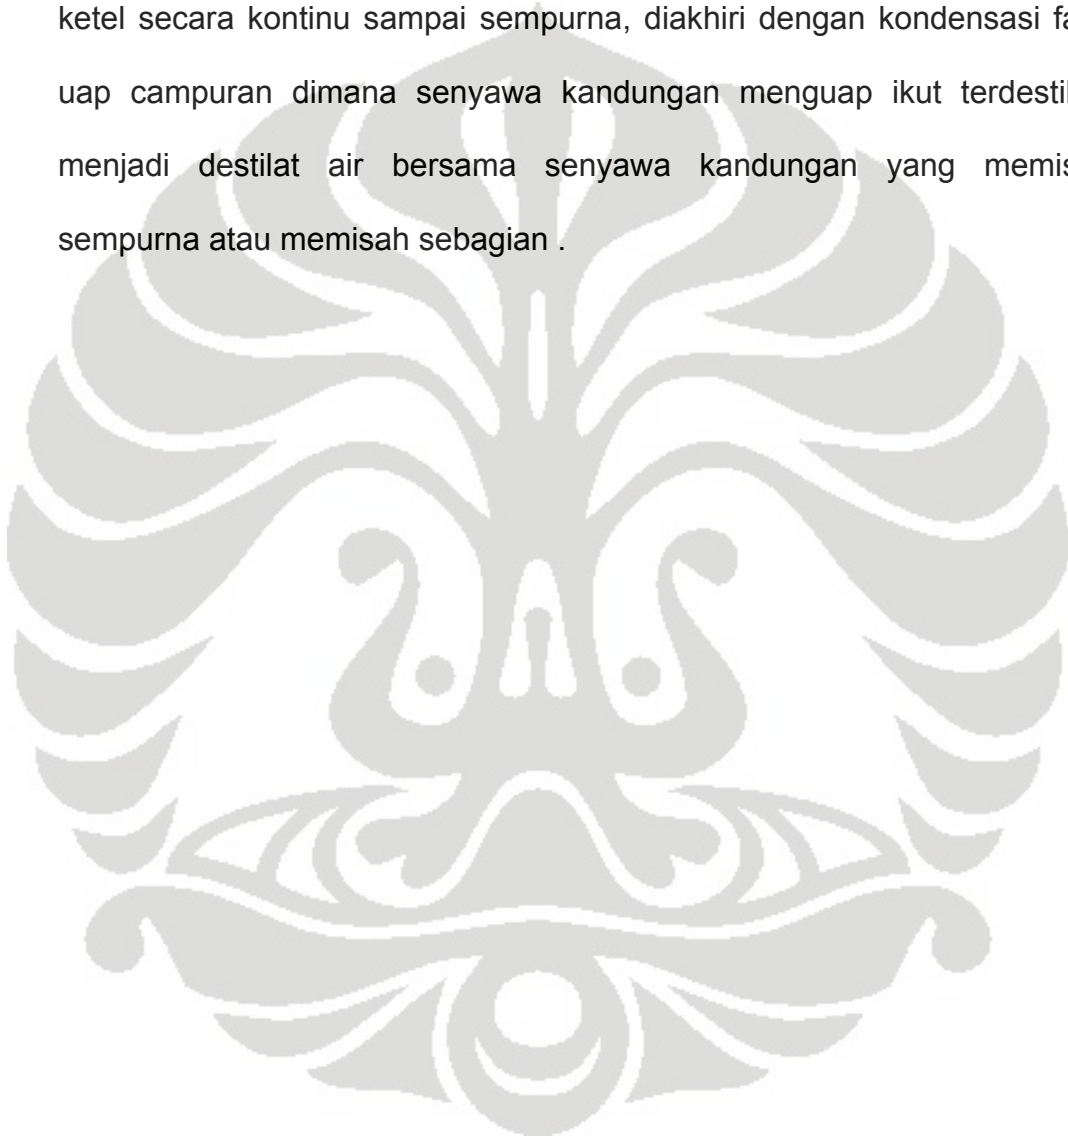 ketel secara kontinu sampai sempurna, diakhiri dengan kondensasi
uap campuran dimana senyawa kandungan menguap ikut
menjadi destilat air bersama senyawa kandungan yang
sempurna atau memisah sebagian .